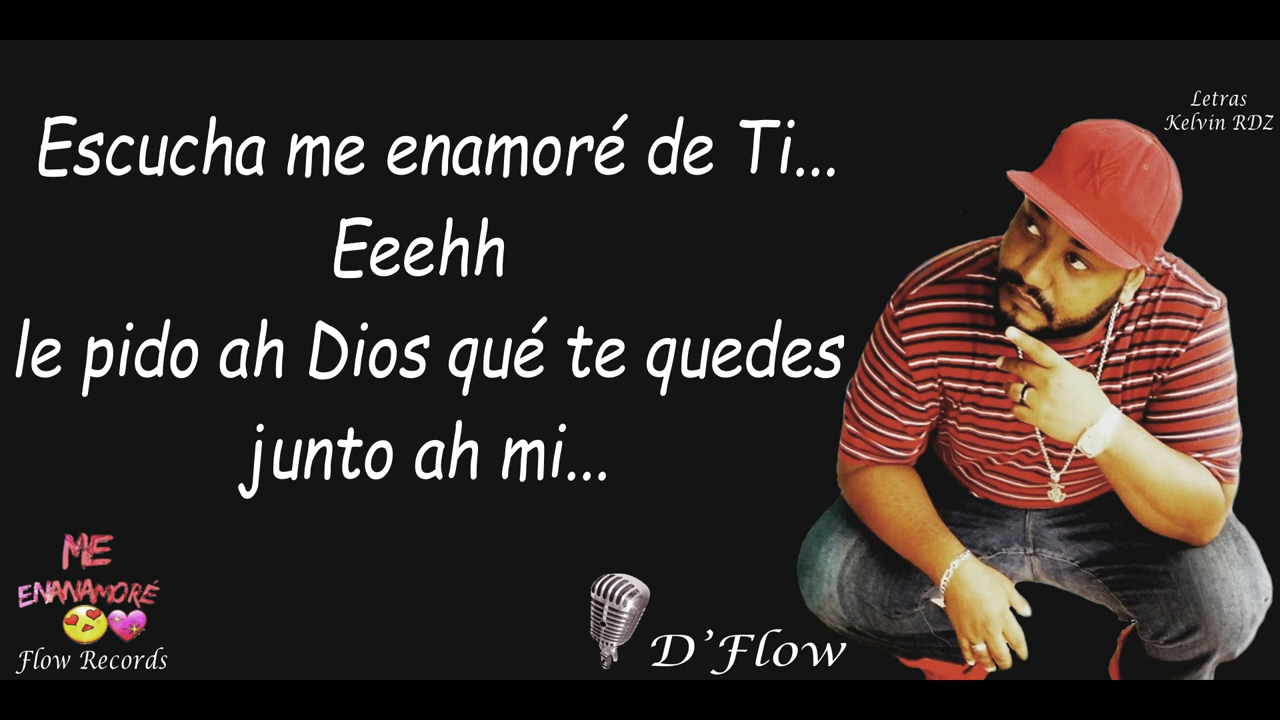 Letras
Kelvin RDZ
Escucha me enamoré de Ti...
Eeehh
le pido ah Dios qué te quedes
junto ah mi...
ME
ENANAMORÉ
Flow Records
D'Flow